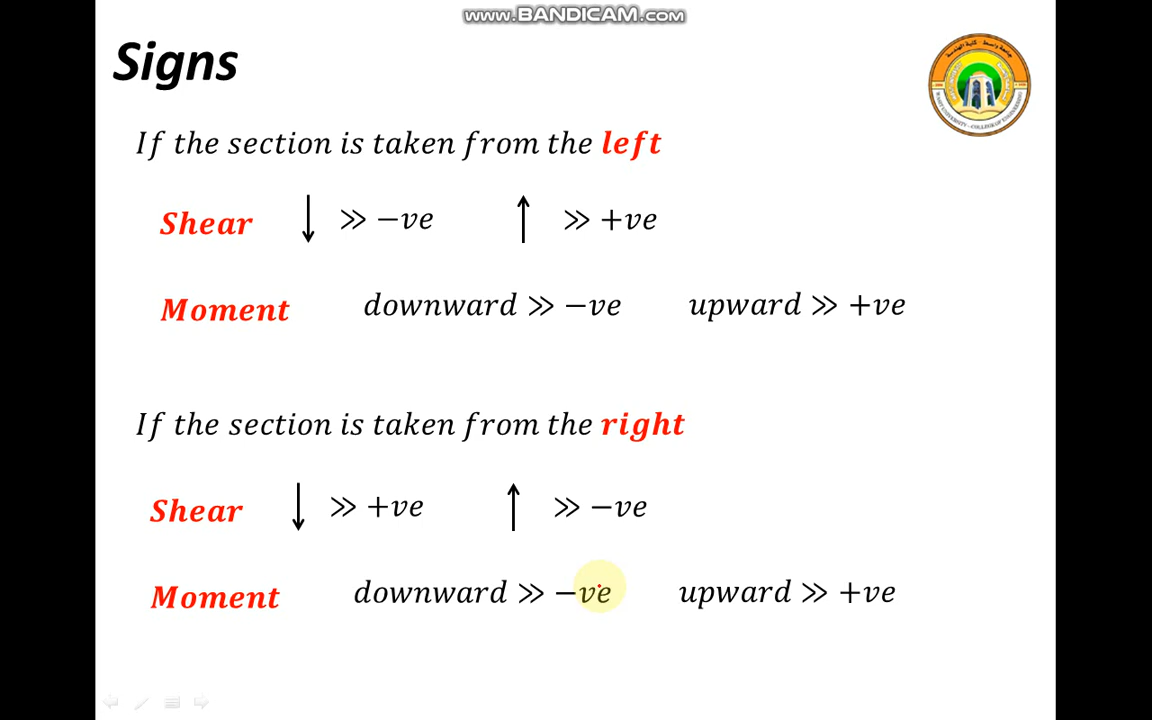 www.BANDICAM.com
Signs
If the section is taken from the left
Shear ↓ ≫ −ve ↑ ≫ +ve
Moment downward ≫ −ve upward ≫ +ve
If the section is taken from the right
Shear ↓ ≫ +ve ↑ ≫ −ve
Moment downward ≫ −ve upward ≫ +ve